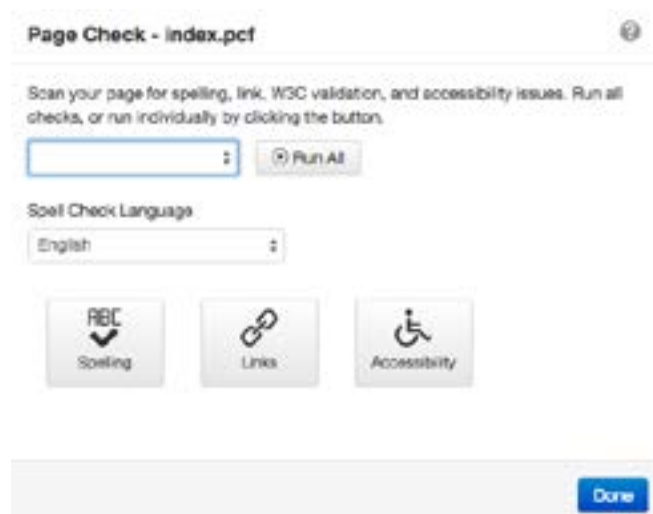 Page Check - index.pcf
Scan your page for spelling, link, W3C validation, and accessibility issues. Run all
checks, or run individually by clicking the button.
Run All
Spell Check Language
English
ABC
Spelling
Links
Accessibility
Done